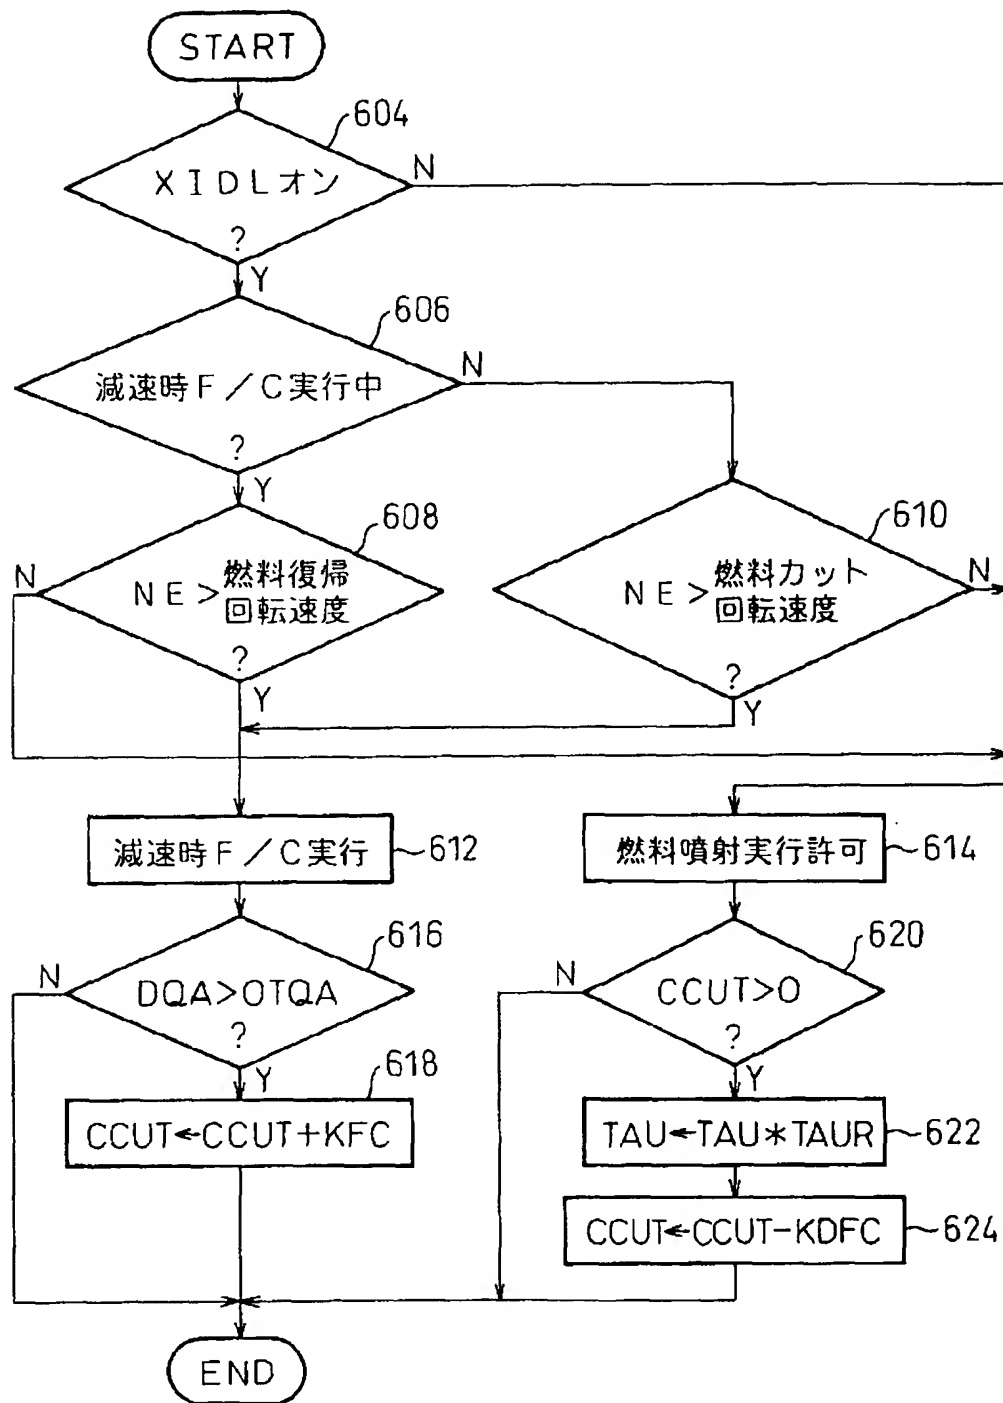 START
604
XIDLオン
?
N
Y
606
減速時F/C実行中
?
N
Y
608
NE>燃料復帰
回転速度
?
N
Y
610
NE>燃料カット
回転速度
?
N
Y
減速時F/C実行
612
燃料噴射実行許可
614
616
DQA>OTQA
?
N
Y
620
CCUT>0
?
N
Y
618
CCUT←CCUT+KFC
TAU←TAU*TAUR
622
CCUT←CCUT-KDFC
624
END